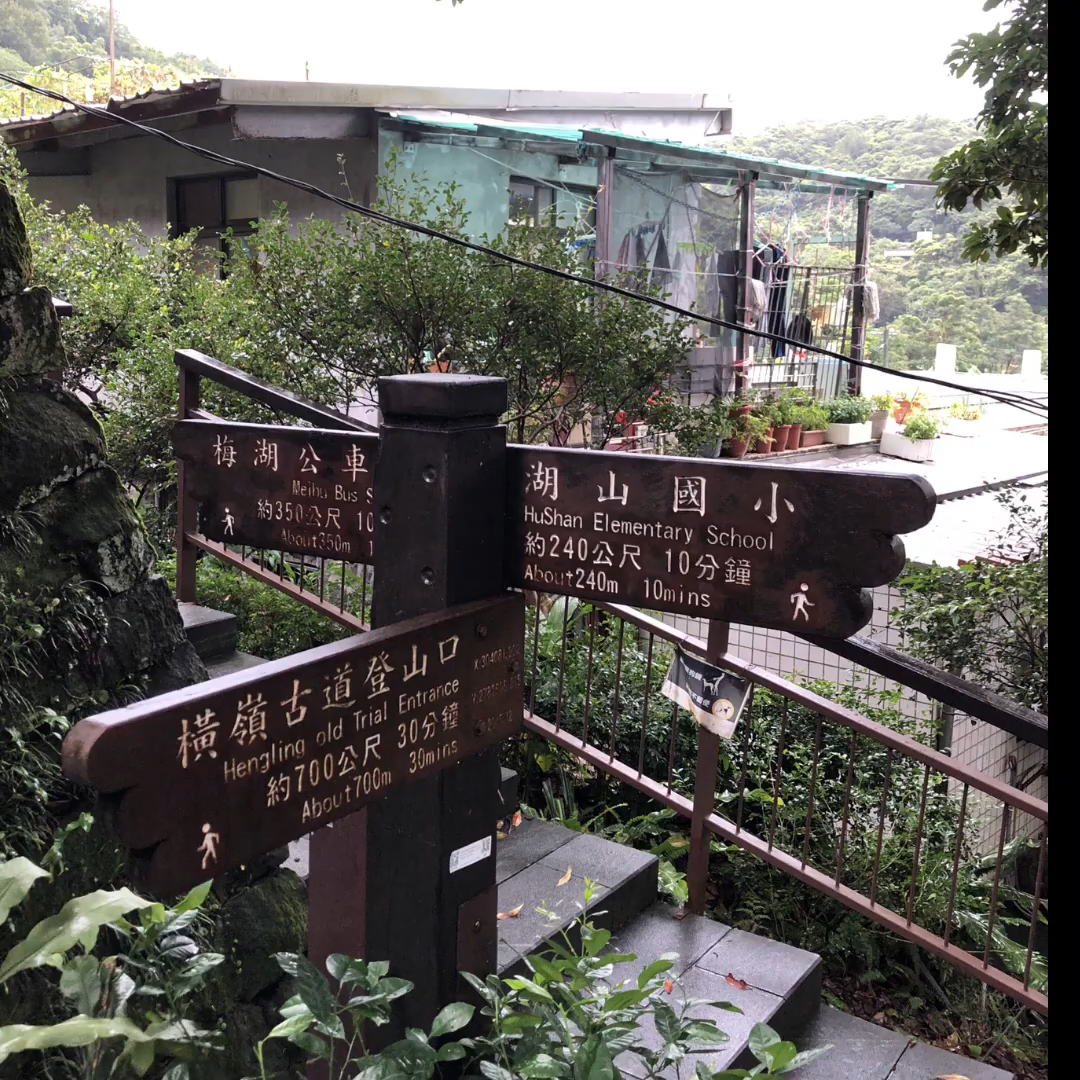 梅湖公車
Meihu Bus S
約350公尺 10
About350m 1
湖山國小
HuShan Elementary School
約240公尺 10分鐘
About240m 10mins
橫嶺古道登山口
Hengling old Trial Entrance
約700公尺 30分鐘
About700m 30mins